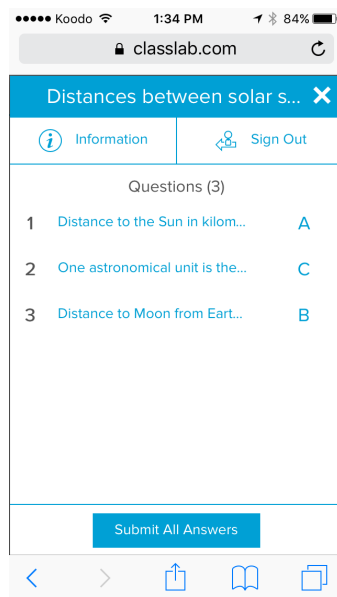 Koodo 1:34 PM 84%
classlab.com
Distances between solar s...
Information Sign Out
Questions (3)
1 Distance to the Sun in kilom... A
2 One astronomical unit is the... C
3 Distance to Moon from Eart... B
Submit All Answers